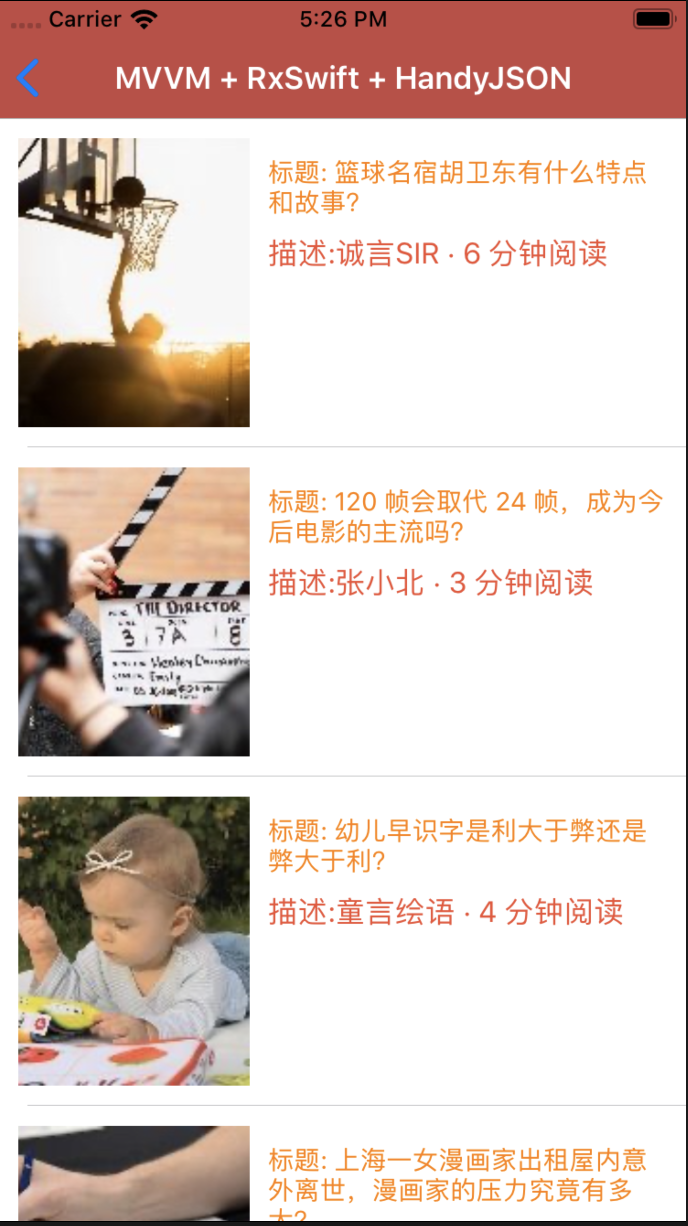 Carrier 5:26 PM
MVVM + RxSwift + HandyJSON
标题: 篮球名宿胡卫东有什么特点
和故事?
描述:诚言SIR · 6 分钟阅读
标题: 120 帧会取代 24 帧，成为今
后电影的主流吗?
描述:张小北 · 3 分钟阅读
THE DIRECTOR
3 7A 8
Emily
标题: 幼儿早识字是利大于弊还是
弊大于利?
描述:童言绘语 · 4 分钟阅读
标题: 上海一女漫画家出租屋内意
外离世，漫画家的压力究竟有多
大?